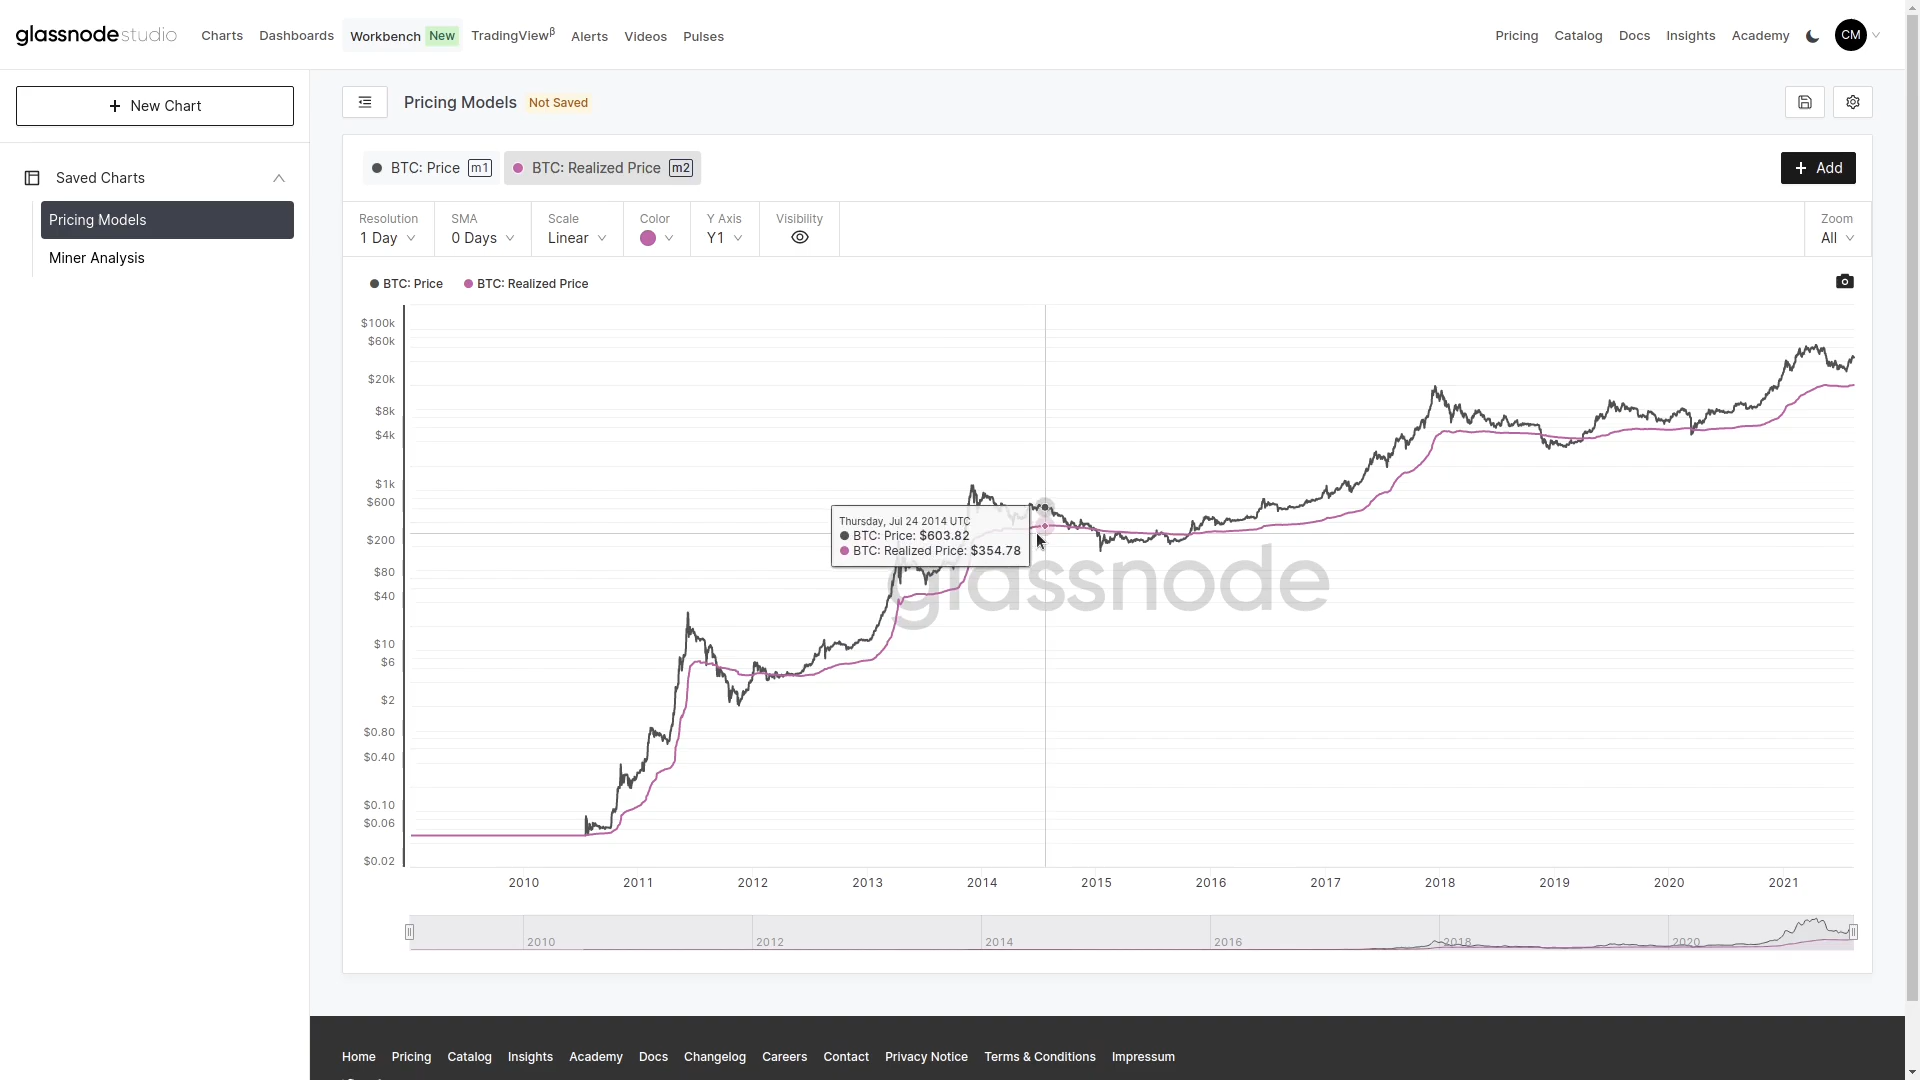 glassnodestudio Charts Dashboards Workbench New TradingViewβ Alerts Videos Pulses Pricing Catalog Docs Insights Academy CM
+ New Chart
Pricing Models Not Saved
Saved Charts
Pricing Models
Miner Analysis
BTC: Price m1 BTC: Realized Price m2 + Add
Resolution SMA Scale Color Y Axis Visibility Zoom
1 Day 0 Days Linear Y1 All
BTC: Price BTC: Realized Price
$100k
$60k
$20k
$8k
$4k
$1k
$600
$200
$80
$40
$10
$6
$2
$0.80
$0.40
$0.10
$0.06
$0.02
Thursday, Jul 24 2014 UTC
BTC: Price: $603.82
BTC: Realized Price: $354.78
glassnode
2010 2011 2012 2013 2014 2015 2016 2017 2018 2019 2020 2021
2010 2012 2014 2016 2018 2020
Home Pricing Catalog Insights Academy Docs Changelog Careers Contact Privacy Notice Terms & Conditions Impressum